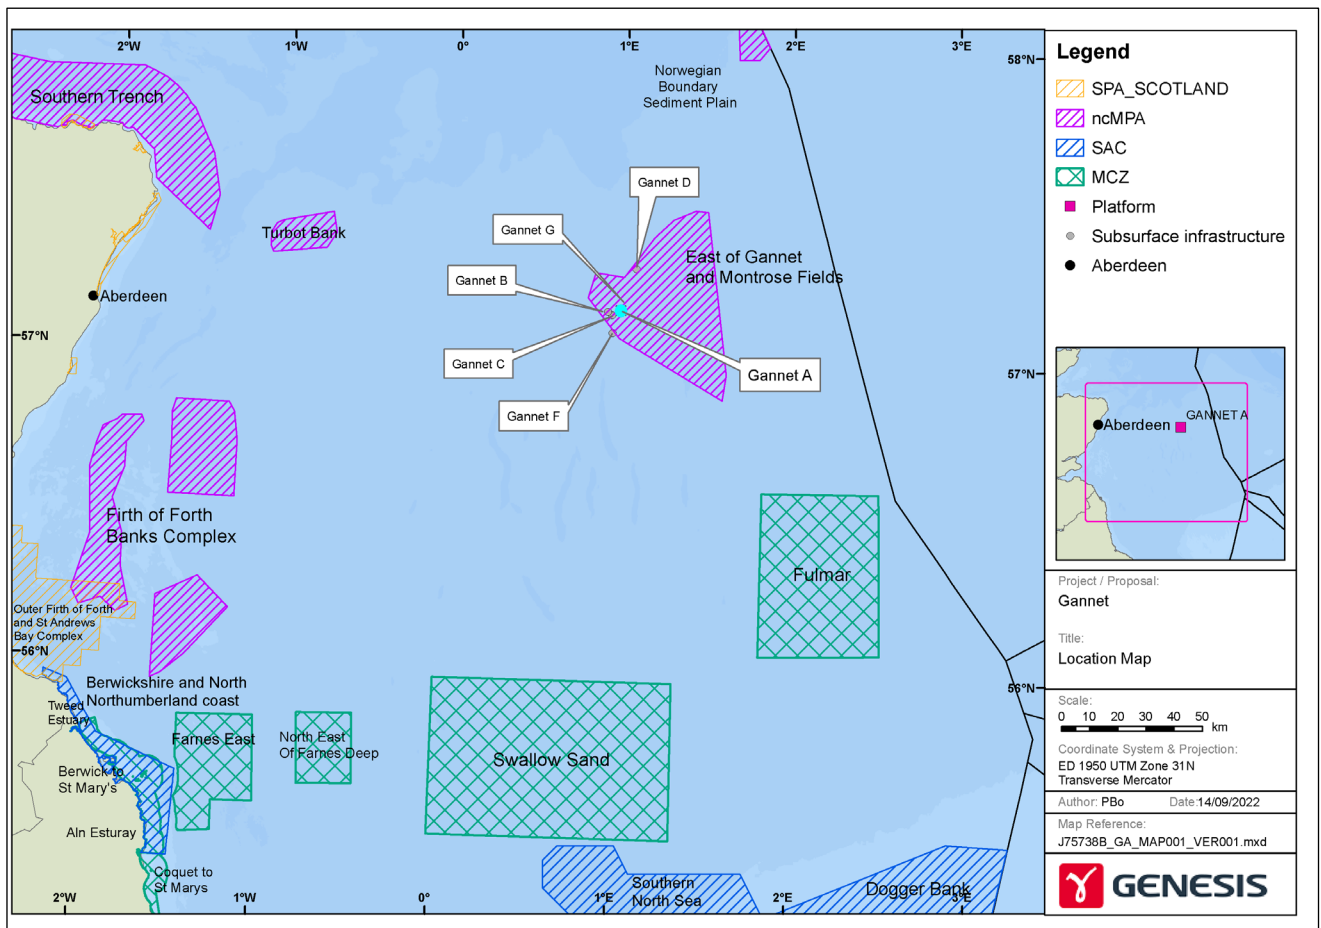 2°W
1°W
0°
1°E
2°E
3°E
58°N
Norwegian
Boundary
Sediment Plain
Southern Trench
Gannet D
Gannet G
Turbot Bank
East of Gannet
and Montrose Fields
Gannet B
Aberdeen
57°N
57°N
Gannet C
Gannet A
Gannet F
Firth of Forth
Banks Complex
Fulmar
Outer Firth of Forth
and St Andrews
Bay Complex
56°N
56°N
Berwickshire and North
Northumberland coast
Tweed
Estuary
Farnes East
North East
Of Farnes Deep
Swallow Sand
Berwick to
St Mary's
Aln Esturay
Coquet to
St Marys
Southern
North Sea
Dogger Bank
2°W
1°W
0°
1°E
2°E
3°E
Legend
SPA_SCOTLAND
ncMPA
SAC
MCZ
Platform
Subsurface infrastructure
Aberdeen
GANNET A
Aberdeen
Project / Proposal:
Gannet
Title:
Location Map
Scale:
0 10 20 30 40 50
km
Coordinate System & Projection:
ED 1950 UTM Zone 31N
Transverse Mercator
Author: PBo Date:14/09/2022
Map Reference:
J75738B_GA_MAP001_VER001.mxd
GENESIS